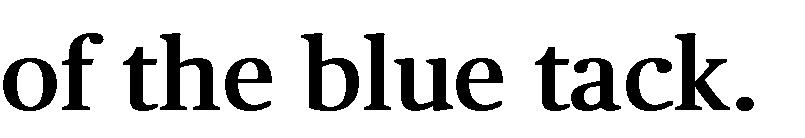 of the blue tack.